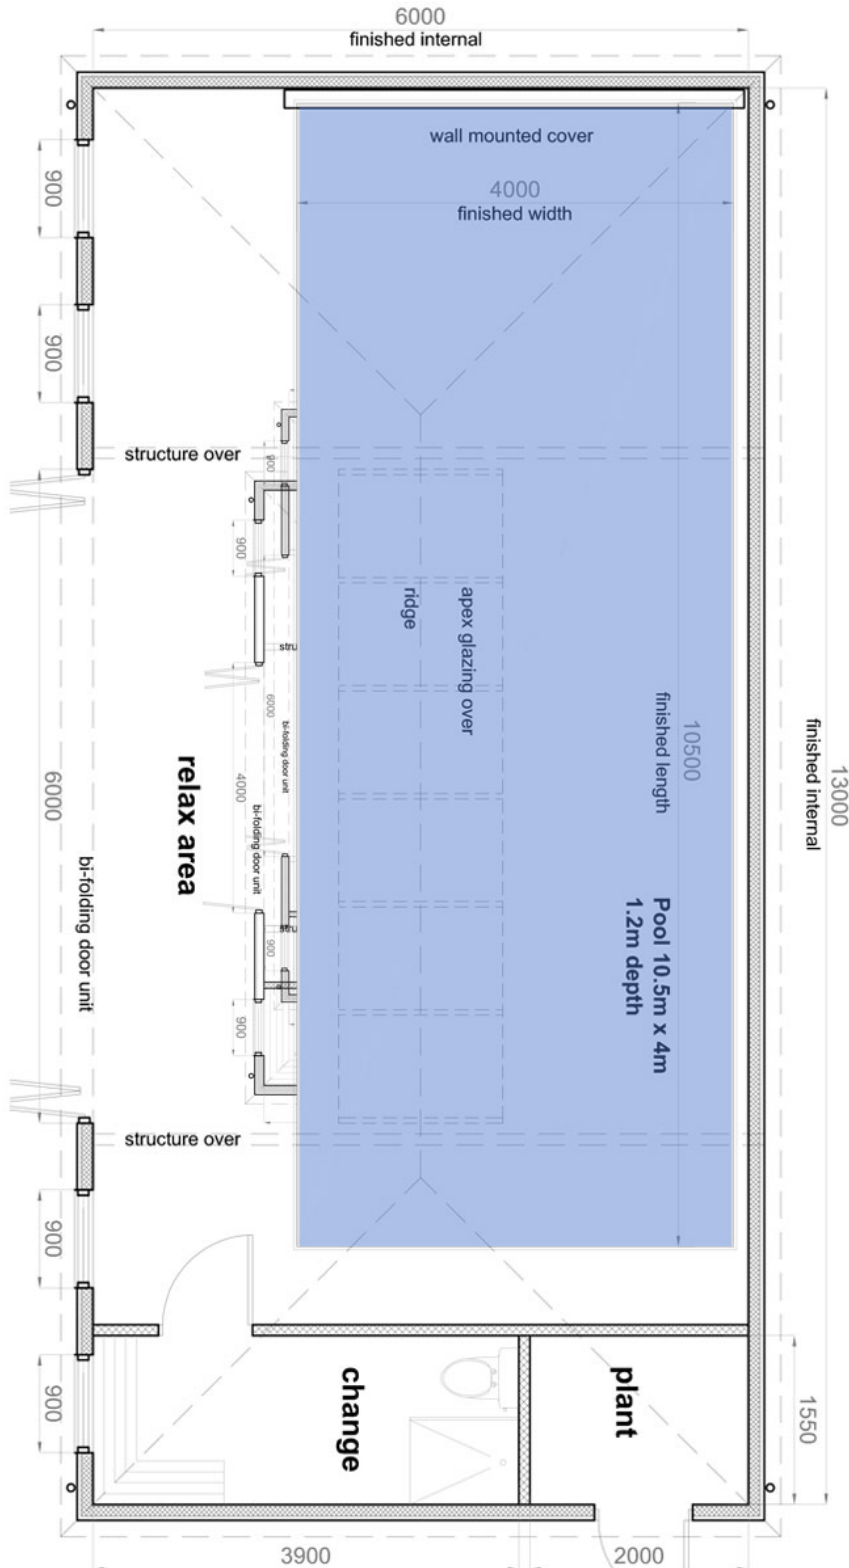 6000
finished internal
wall mounted cover
4000
finished width
900
900
structure over
900
900
ridge
apex glazing over
stru
6000
bi-folding door unit
finished length
10500
13000
finished internal
relax area
4000
bi-folding door unit
6000
bi-folding door unit
Pool 10.5m x 4m
1.2m depth
stru
900
900
structure over
900
900
change
plant
1550
3900
2000